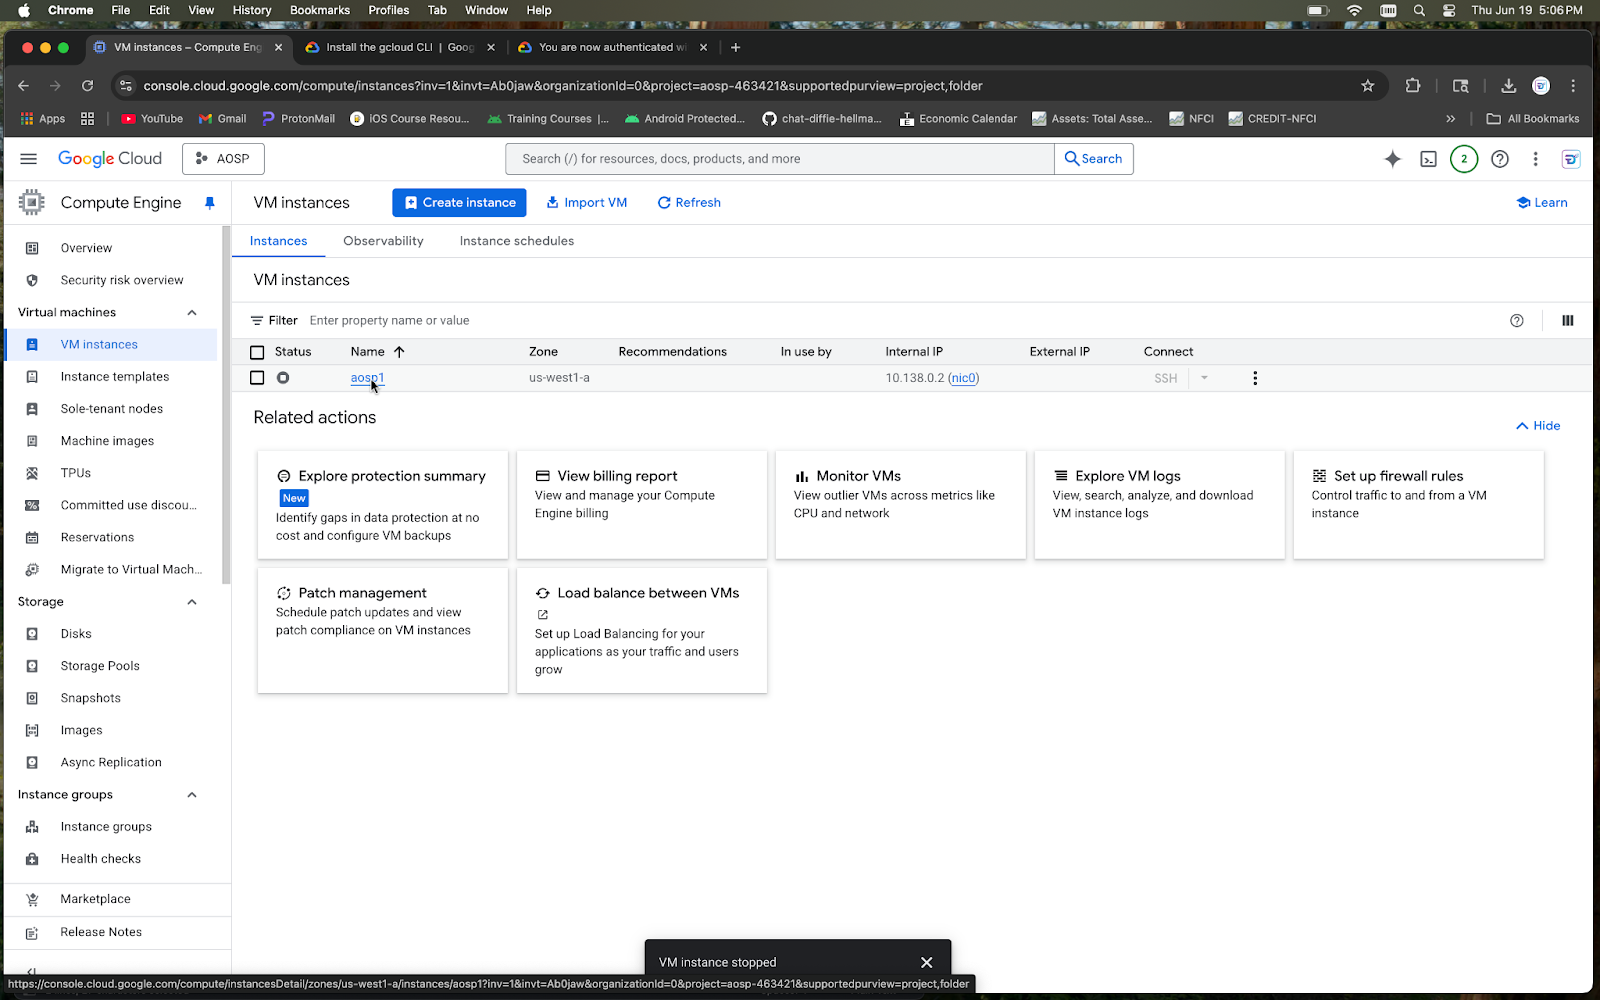 Chrome File Edit View History Bookmarks Profiles Tab Window Help Thu Jun 19 5:06 PM
VM instances – Compute Eng
Install the gcloud CLI | Goog
You are now authenticated wi
console.cloud.google.com/compute/instances?inv=1&invt=Ab0jaw&organizationId=0&project=aosp-463421&supportedpurview=project,folder
Apps YouTube Gmail ProtonMail iOS Course Resou... Training Courses |... Android Protected... chat-diffie-hellma... Economic Calendar Assets: Total Asse... NFCI CREDIT-NFCI » All Bookmarks
Google Cloud AOSP Search (/) for resources, docs, products, and more Search 2
Compute Engine
VM instances Create instance Import VM Refresh Learn
Overview
Security risk overview
Virtual machines
VM instances
Instance templates
Sole-tenant nodes
Machine images
TPUs
Committed use discou...
Reservations
Migrate to Virtual Mach...
Storage
Disks
Storage Pools
Snapshots
Images
Async Replication
Instance groups
Instance groups
Health checks
Marketplace
Release Notes
Instances Observability Instance schedules
VM instances
Filter Enter property name or value
Status Name Zone Recommendations In use by Internal IP External IP Connect
aosp1 us-west1-a 10.138.0.2 (nic0) SSH
Related actions
Hide
Explore protection summary
New
Identify gaps in data protection at no
cost and configure VM backups
View billing report
View and manage your Compute
Engine billing
Monitor VMs
View outlier VMs across metrics like
CPU and network
Explore VM logs
View, search, analyze, and download
VM instance logs
Set up firewall rules
Control traffic to and from a VM
instance
Patch management
Schedule patch updates and view
patch compliance on VM instances
Load balance between VMs
Set up Load Balancing for your
applications as your traffic and users
grow
VM instance stopped
https://console.cloud.google.com/compute/instancesDetail/zones/us-west1-a/instances/aosp1?inv=1&invt=Ab0jaw&organizationId=0&project=aosp-463421&supportedpurview=project,folder